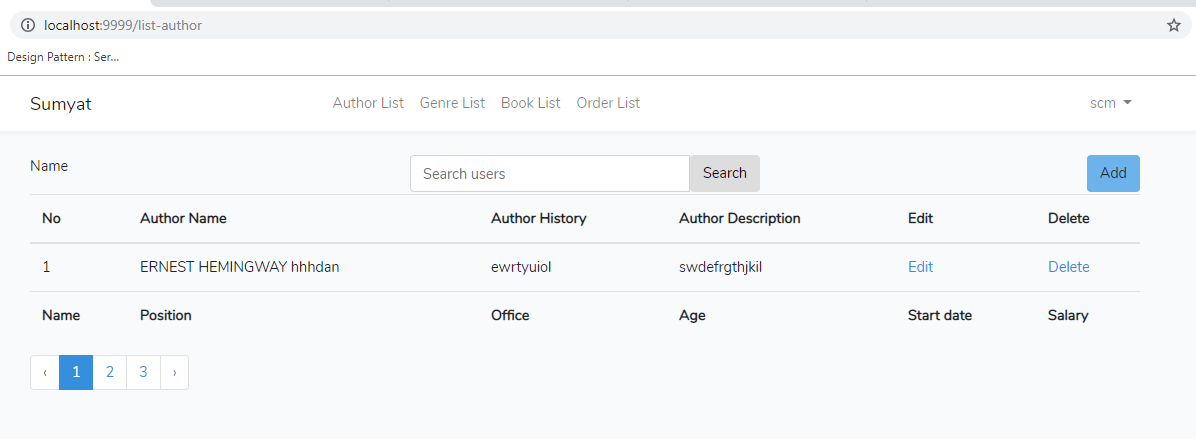 localhost:9999/list-author
Design Pattern : Ser...
Sumyat Author List Genre List Book List Order List scm
Name Search users Search Add
No Author Name Author History Author Description Edit Delete
1 ERNEST HEMINGWAY hhhdan ewrtyuiol swdefrgthjkil Edit Delete
Name Position Office Age Start date Salary
‹ 1 2 3 ›